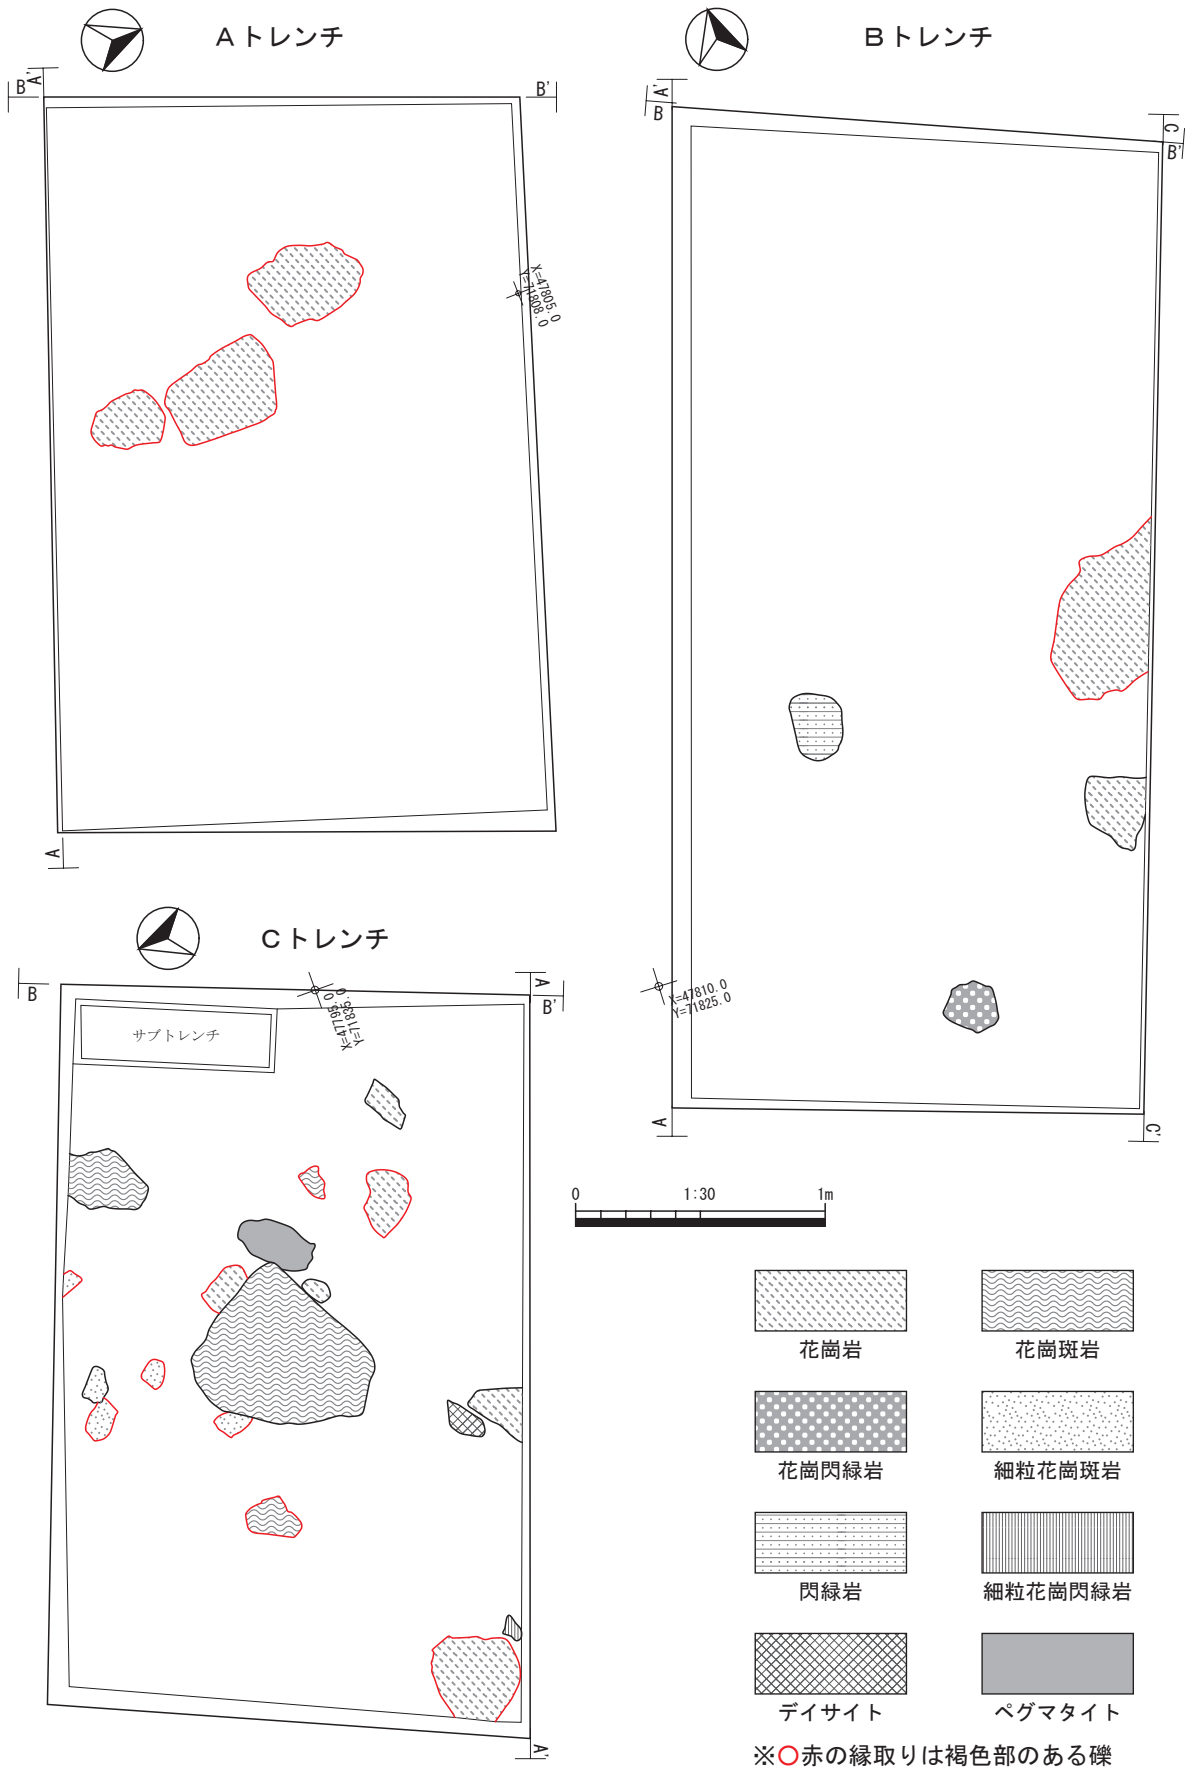 Aトレンチ
B
A'
B'
X=47805.0
Y=71808.0
A
Bトレンチ
A'
B
C
B'
X=47810.0
Y=71825.0
A
C'
Cトレンチ
B
A
B'
X=47795.0
Y=71835.0
サブトレンチ
A'
0
1:30
1m
花崗岩
花崗斑岩
花崗閃緑岩
細粒花崗斑岩
閃緑岩
細粒花崗閃緑岩
デイサイト
ペグマタイト
※○赤の縁取りは褐色部のある礫